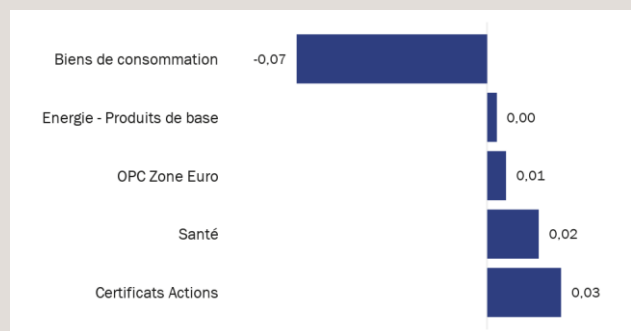 Biens de consommation -0,07
Energie - Produits de base 0,00
OPC Zone Euro 0,01
Santé 0,02
Certificats Actions 0,03